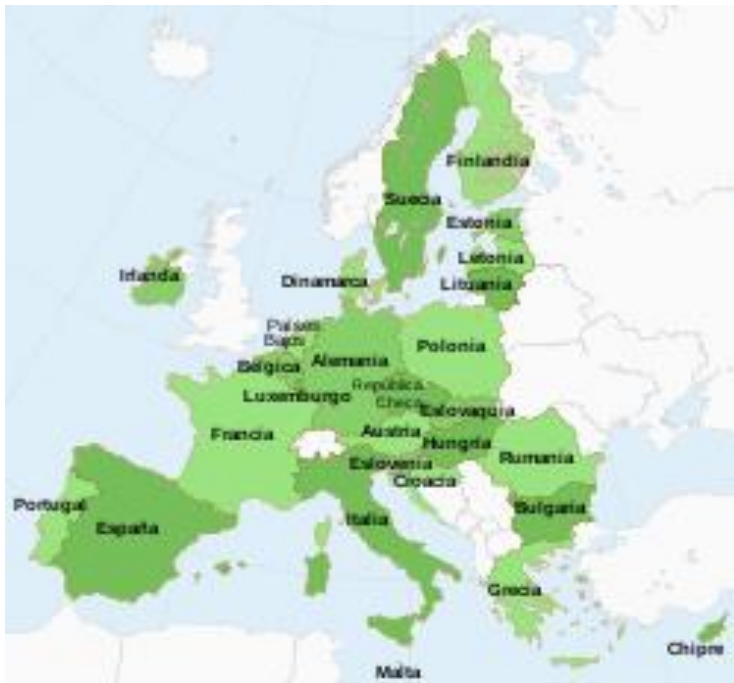 Finlandia
Suecia
Estonia
Letonia
Irlanda
Dinamarca
Lituania
Países
Bajos
Polonia
Bélgica
Alemania
República
Checa
Luxemburgo
Eslovaquia
Austria
Francia
Hungría
Rumania
Eslovenia
Croacia
Portugal
Bulgaria
Italia
España
Grecia
Chipre
Malta